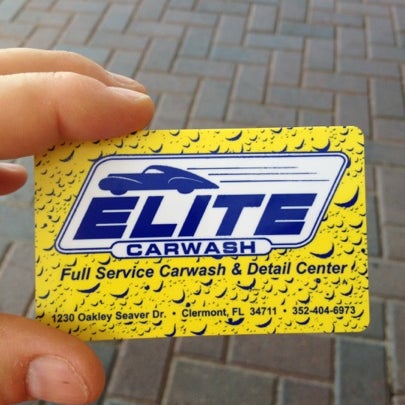 ELITE
CARWASH
Full Service Carwash & Detail Center
1230 Oakley Seaver Dr. • Clermont, FL 34711 • 352-404-6973